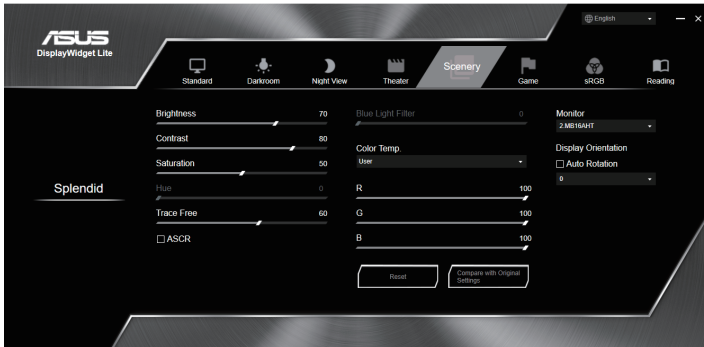 English
ASUS
DisplayWidget Lite
Standard
Darkroom
Night View
Theater
Scenery
Game
sRGB
Reading
Splendid
Brightness 70
Contrast 80
Saturation 50
Hue 0
Trace Free 60
ASCR
Blue Light Filter 0
Color Temp.
User
R 100
G 100
B 100
Reset
Compare with Original
Settings
Monitor
2.MB16AHT
Display Orientation
Auto Rotation
0